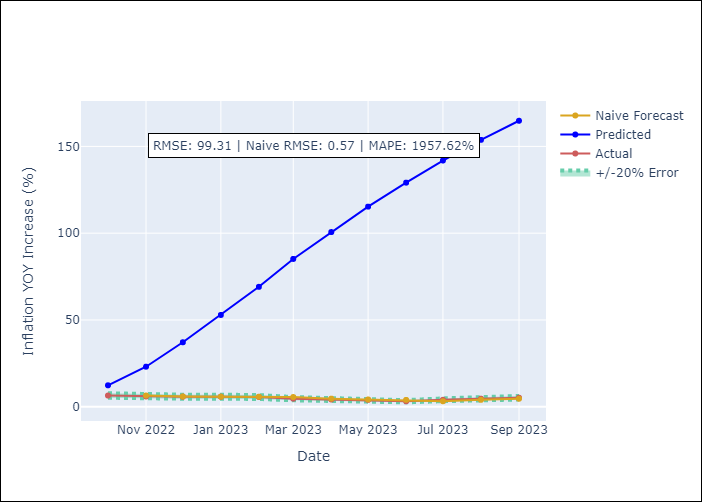 RMSE: 99.31 | Naive RMSE: 0.57 | MAPE: 1957.62%
Naive Forecast
Predicted
Actual
+/-20% Error
Inflation YOY Increase (%)
150
100
50
0
Nov 2022
Jan 2023
Mar 2023
May 2023
Jul 2023
Sep 2023
Date